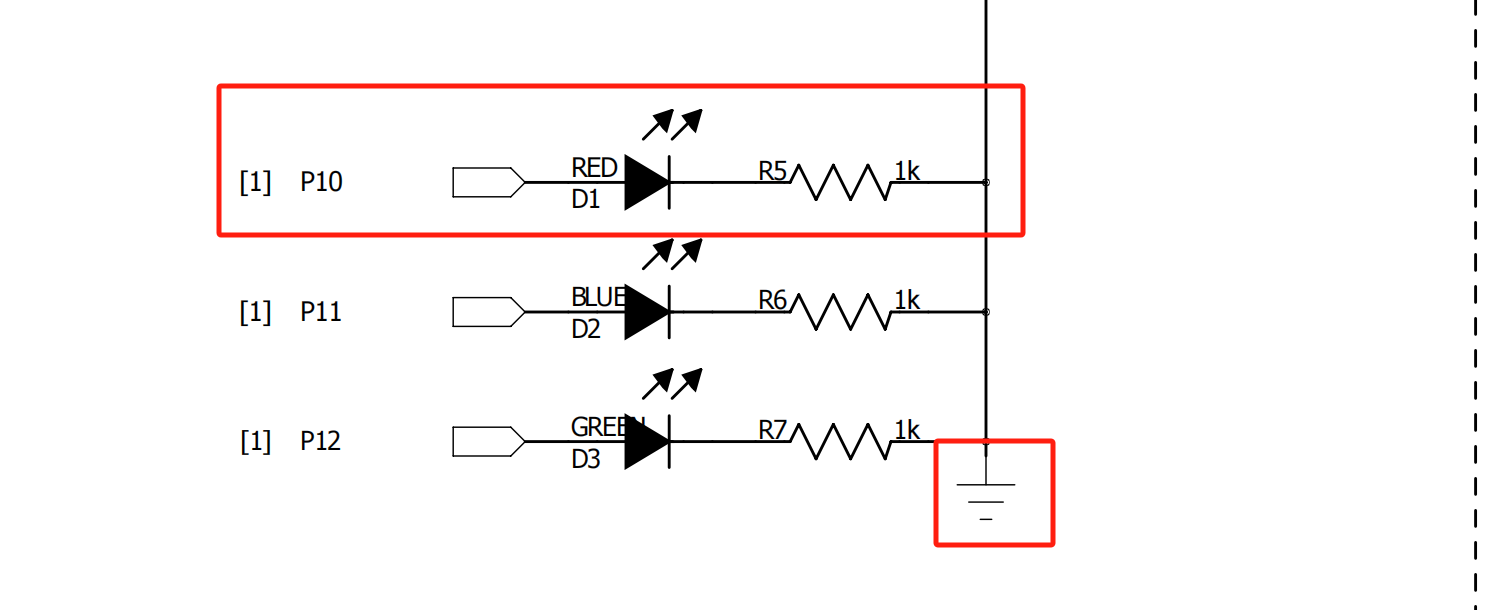 [1] P10 RED R5 1k
D1
[1] P11 BLUE R6 1k
D2
[1] P12 GREEN R7 1k
D3